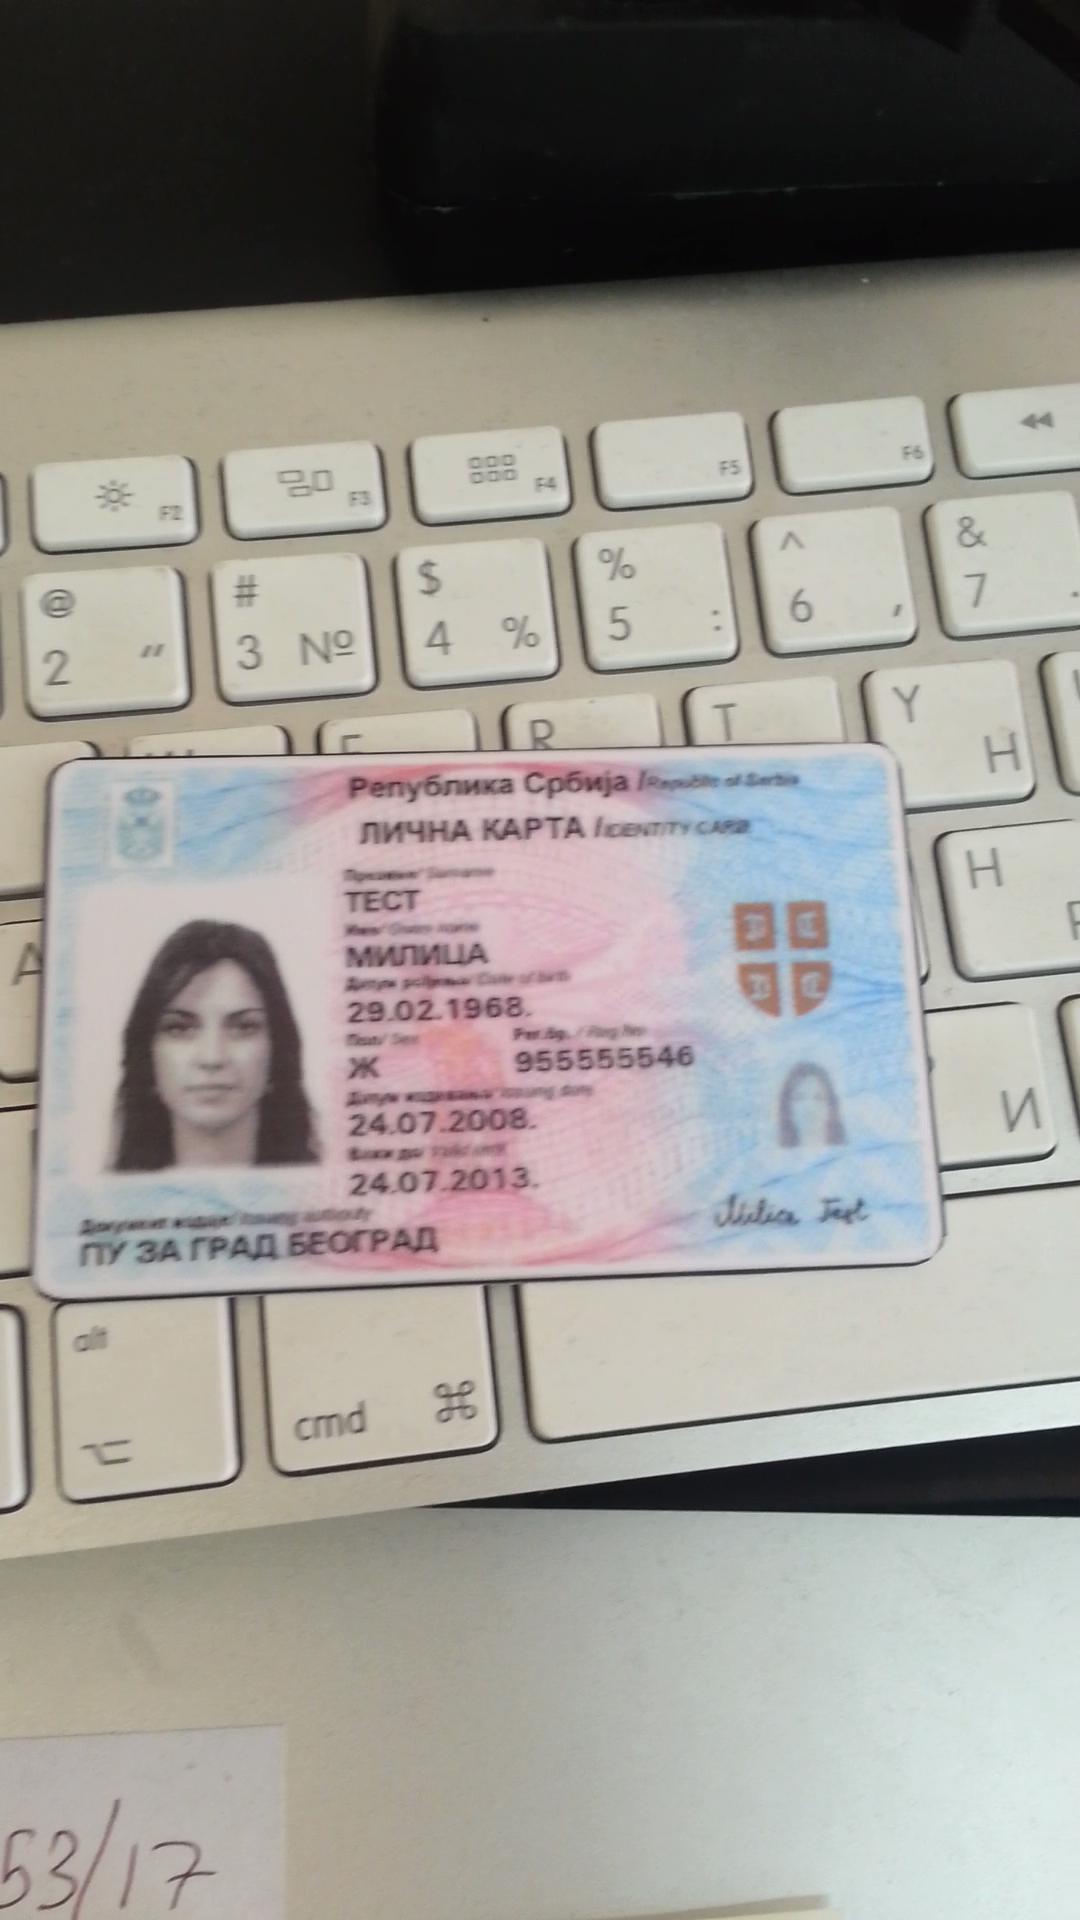 F2 F3 F4 F5 F6
@ # $ % ^ &
2 “ 3 № 4 % 5 : 6 , 7 .
R T Y
Н
H
A
И
Република Србија / Republic of Serbia
ЛИЧНА КАРТА / IDENTITY CARD
Презиме/ Surname
ТЕСТ
Име/ Given name
МИЛИЦА
Датум рођења/ Date of birth
29.02.1968.
Пол/ Sex Рег.бр. / Reg.No
Ж 955555546
Датум издавања/ Issuing date
24.07.2008.
Важи до/ Valid until
24.07.2013.
Milica Test
Документ издаје/ Issuing authority
ПУ ЗА ГРАД БЕОГРАД
alt
cmd ⌘
53/17